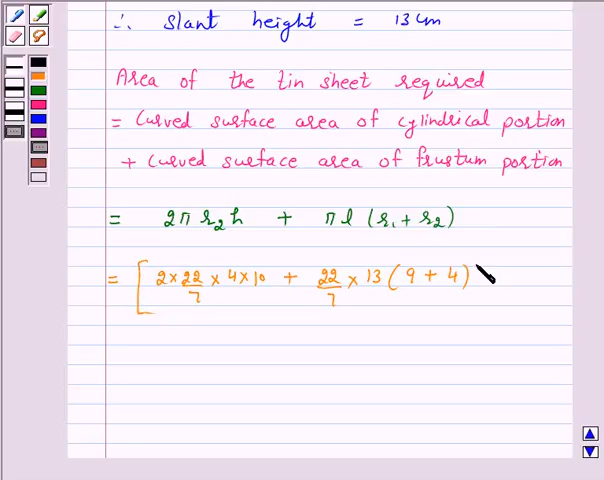 ∴ slant height = 13 cm
Area of the tin sheet required
= Curved surface area of cylindrical portion
+ curved surface area of frustum portion
= 2π r₂h + π l (r₁ + r₂)
= [ 2 × 22/7 × 4 × 10 + 22/7 × 13 ( 9 + 4 )